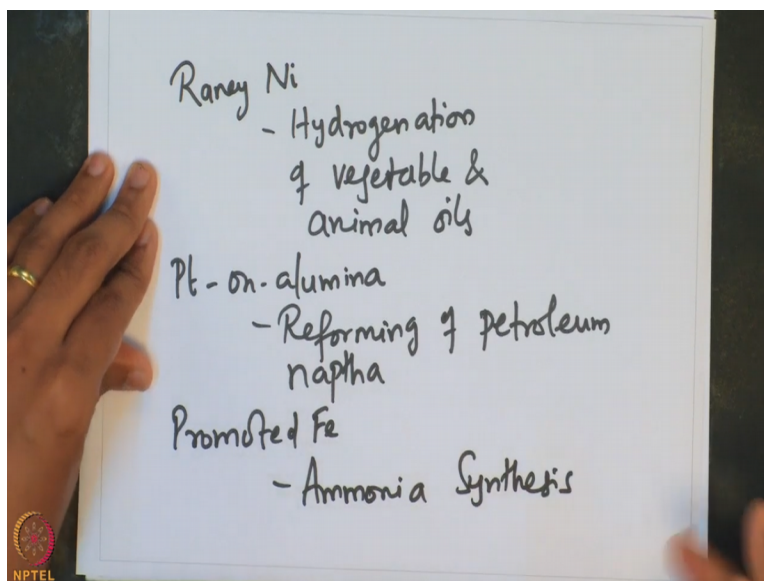 Raney Ni
- Hydrogenation
of vegetable &
animal oils
Pt-on-alumina
- Reforming of petroleum
naptha
Promoted Fe
- Ammonia Synthesis
NPTEL